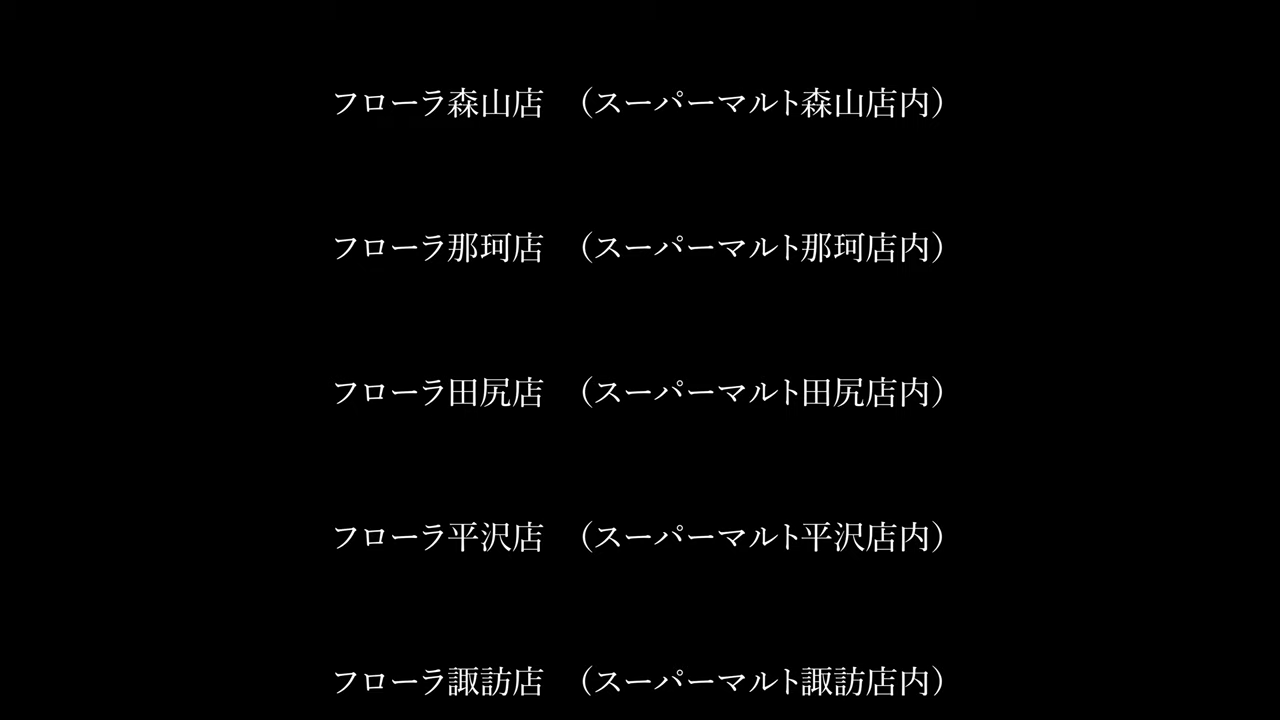 フローラ森山店　（スーパーマルト森山店内）
フローラ那珂店　（スーパーマルト那珂店内）
フローラ田尻店　（スーパーマルト田尻店内）
フローラ平沢店　（スーパーマルト平沢店内）
フローラ諏訪店　（スーパーマルト諏訪店内）